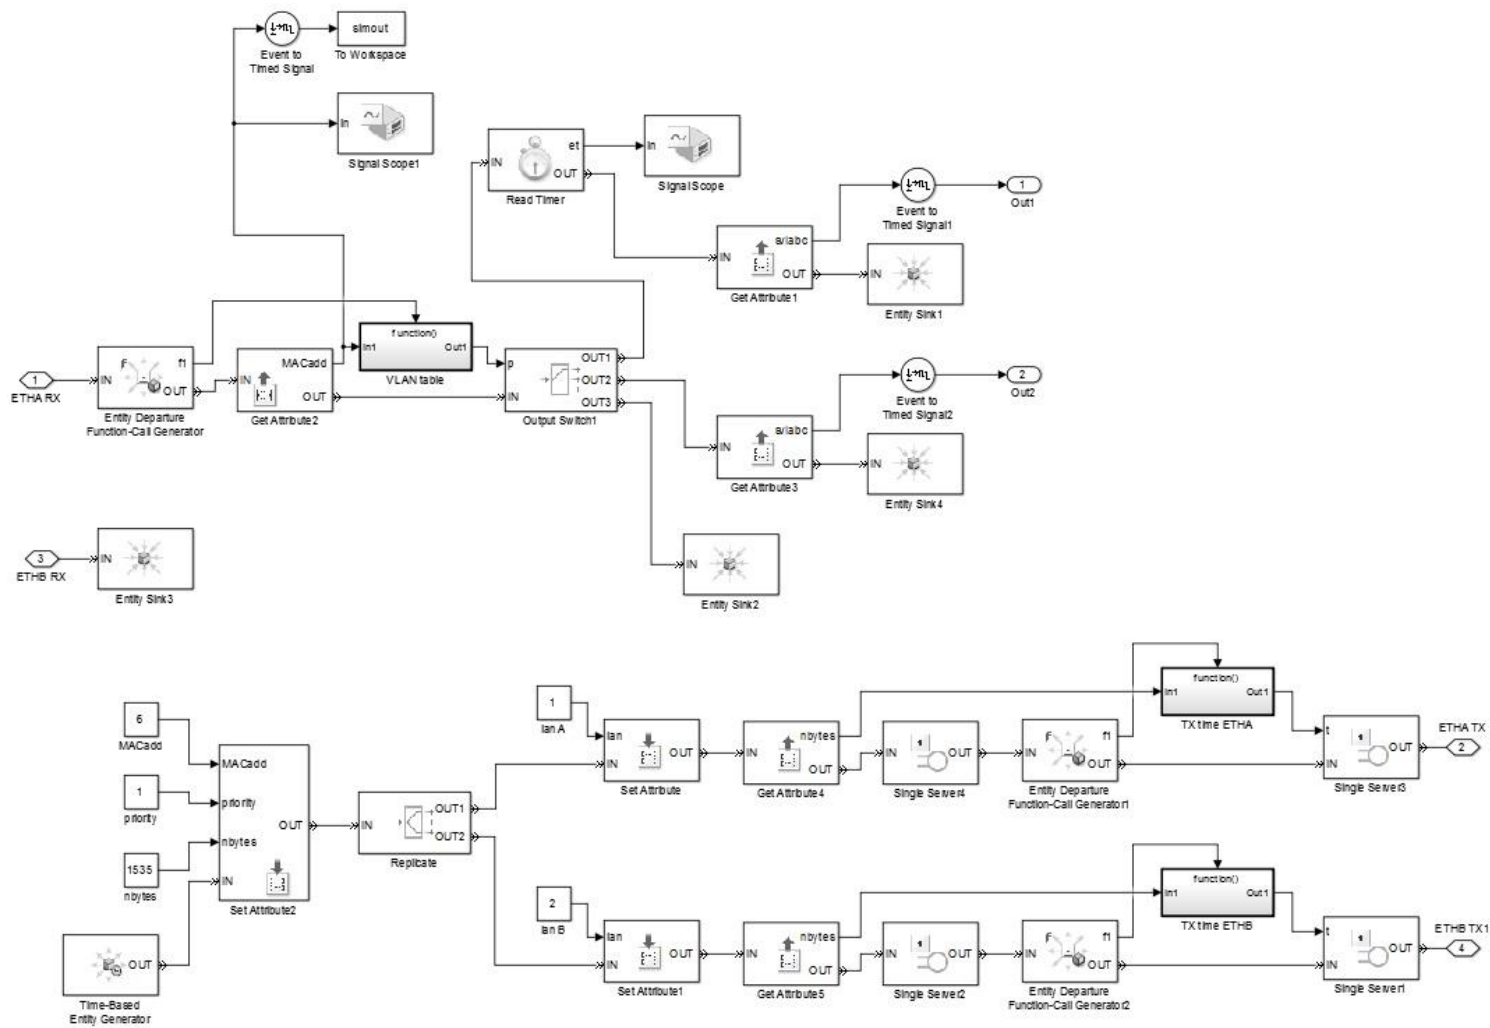 simout
Event to
Timed Signal
To Workspace
In
Signal Scope1
IN
et
OUT
Read Timer
In
Signal Scope
1
Out1
Event to
Timed Signal1
IN
s/iabc
OUT
Get Attribute1
IN
Entity Sink1
1
ETHA RX
IN
f1
OUT
Entity Departure
Function-Call Generator
IN
MACadd
OUT
Get Attribute2
function()
In1
Out1
VLAN table
p
IN
OUT1
OUT2
OUT3
Output Switch1
2
Out2
Event to
Timed Signal2
IN
s/iabc
OUT
Get Attribute3
IN
Entity Sink4
3
ETHB RX
IN
Entity Sink3
IN
Entity Sink2
6
MACadd
1
priority
1535
nbytes
MACadd
priority
nbytes
IN
OUT
Set Attribute2
OUT
Time-Based
Entity Generator
IN
OUT1
OUT2
Replicate
1
lan A
lan
IN
OUT
Set Attribute
IN
nbytes
OUT
Get Attribute4
IN
OUT
Single Server4
IN
f1
OUT
Entity Departure
Function-Call Generator1
function()
In1
Out1
TX time ETHA
t
IN
OUT
Single Server3
ETHA TX
2
2
lan B
lan
IN
OUT
Set Attribute1
IN
nbytes
OUT
Get Attribute5
IN
OUT
Single Server2
IN
f1
OUT
Entity Departure
Function-Call Generator2
function()
In1
Out1
TX time ETHB
t
IN
OUT
Single Server1
ETHB TX1
4